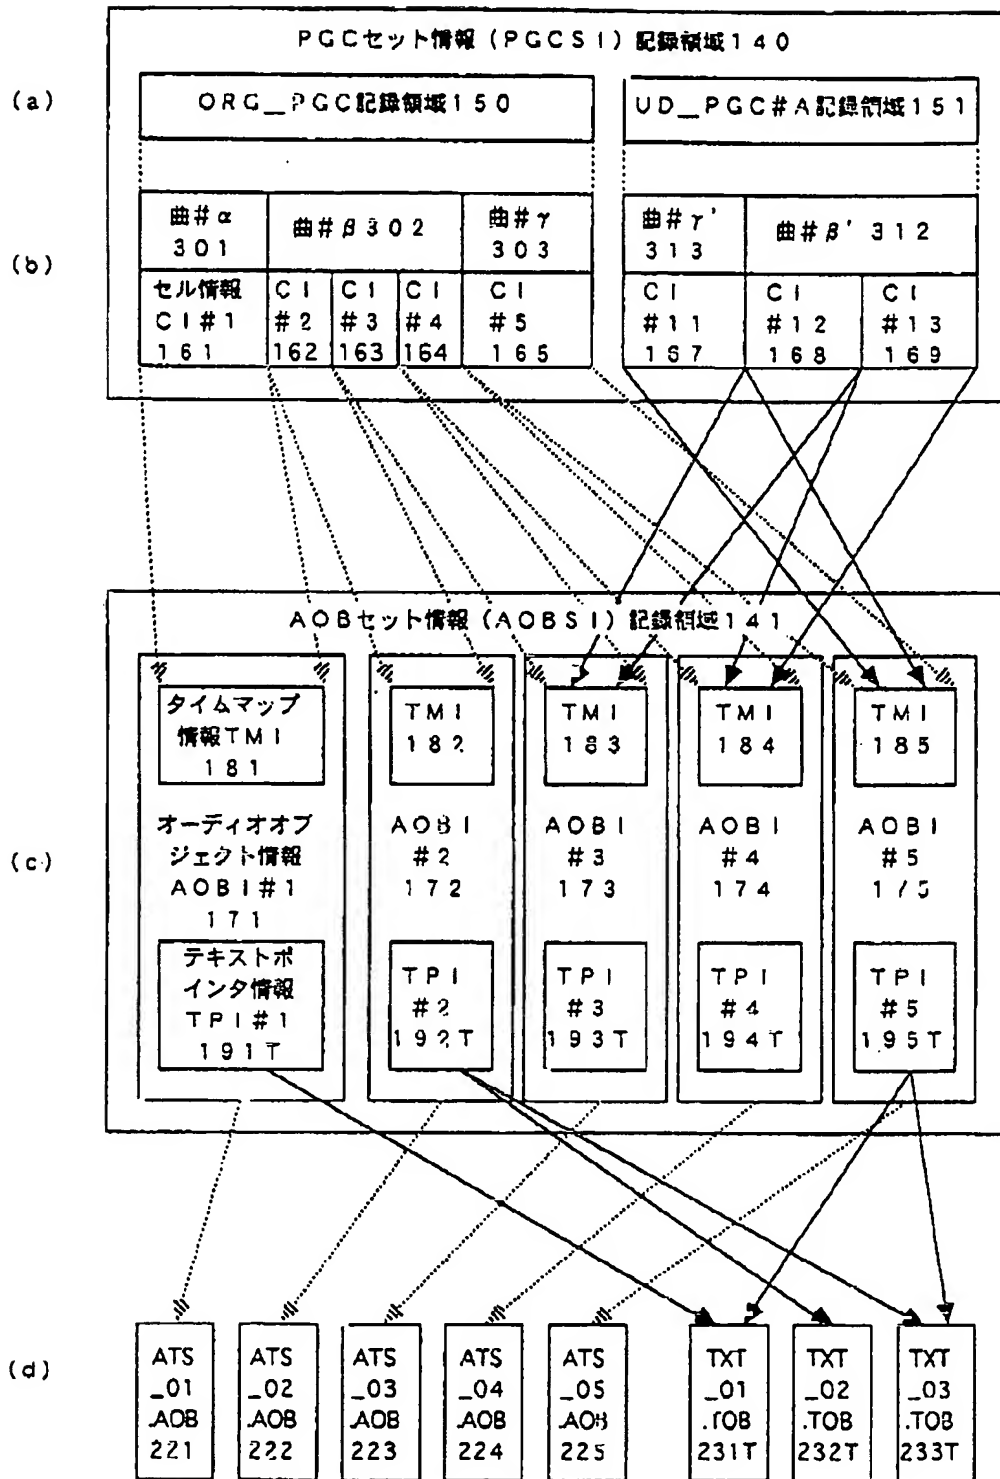 PGCセット情報（PGCSI）記録領域140
(a)
ORG_PGC記録領域150
UD_PGC#A記録領域151
(b)
曲#α
301
曲#β302
曲#γ
303
曲#γ'
313
曲#β' 312
セル情報
CI#1
161
CI
#2
162
CI
#3
163
CI
#4
164
CI
#5
165
CI
#11
167
CI
#12
168
CI
#13
169
AOBセット情報（AOBSI）記録領域141
(c)
タイムマップ
情報TMI
181
TMI
182
TMI
183
TMI
184
TMI
185
オーディオオブ
ジェクト情報
AOBI#1
171
AOBI
#2
172
AOBI
#3
173
AOBI
#4
174
AOBI
#5
175
テキストポ
インタ情報
TPI#1
191T
TPI
#2
192T
TPI
#3
193T
TPI
#4
194T
TPI
#5
195T
(d)
ATS
_01
.AOB
221
ATS
_02
.AOB
222
ATS
_03
.AOB
223
ATS
_04
.AOB
224
ATS
_05
.AOB
225
TXT
_01
.TOB
231T
TXT
_02
.TOB
232T
TXT
_03
.TOB
233T